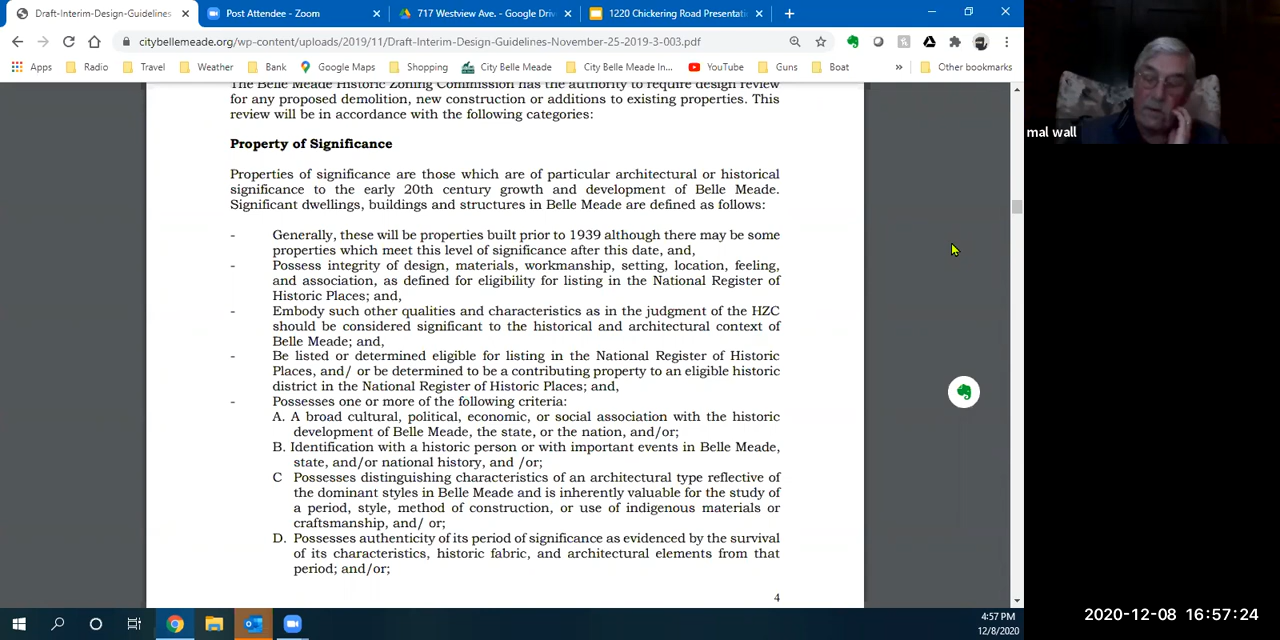 Draft-Interim-Design-Guidelines
Post Attendee - Zoom
717 Westview Ave. - Google Driv
1220 Chickering Road Presentati
citybellemeade.org/wp-content/uploads/2019/11/Draft-Interim-Design-Guidelines-November-25-2019-3-003.pdf
Apps Radio Travel Weather Bank Google Maps Shopping City Belle Meade City Belle Meade In... YouTube Guns Boat » Other bookmarks
The Belle Meade Historic Zoning Commission has the authority to require design review
for any proposed demolition, new construction or additions to existing properties. This
review will be in accordance with the following categories:
Property of Significance
Properties of significance are those which are of particular architectural or historical
significance to the early 20th century growth and development of Belle Meade.
Significant dwellings, buildings and structures in Belle Meade are defined as follows:
- Generally, these will be properties built prior to 1939 although there may be some
properties which meet this level of significance after this date, and,
- Possess integrity of design, materials, workmanship, setting, location, feeling,
and association, as defined for eligibility for listing in the National Register of
Historic Places; and,
- Embody such other qualities and characteristics as in the judgment of the HZC
should be considered significant to the historical and architectural context of
Belle Meade; and,
- Be listed or determined eligible for listing in the National Register of Historic
Places, and/ or be determined to be a contributing property to an eligible historic
district in the National Register of Historic Places; and,
- Possesses one or more of the following criteria:
A. A broad cultural, political, economic, or social association with the historic
development of Belle Meade, the state, or the nation, and/or;
B. Identification with a historic person or with important events in Belle Meade,
state, and/or national history, and /or;
C Possesses distinguishing characteristics of an architectural type reflective of
the dominant styles in Belle Meade and is inherently valuable for the study of
a period, style, method of construction, or use of indigenous materials or
craftsmanship, and/ or;
D. Possesses authenticity of its period of significance as evidenced by the survival
of its characteristics, historic fabric, and architectural elements from that
period; and/or;
4
mal wall
4:57 PM
12/8/2020
2020-12-08 16:57:24